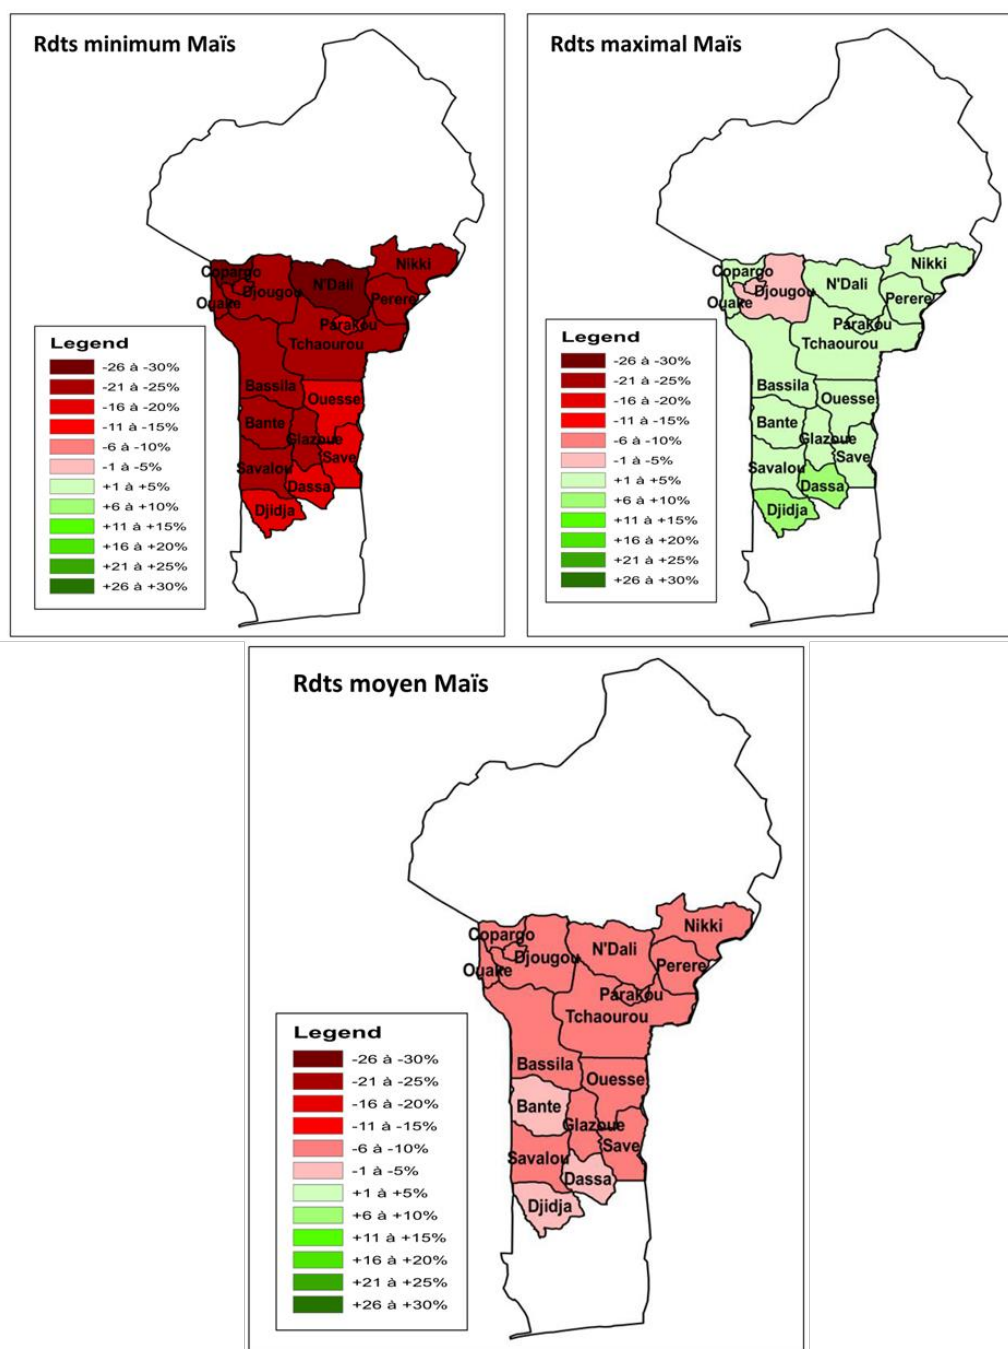 Rdts minimum Maïs
Copargo
Nikki
N'Dali
Djougou
Ouake
Perere
Parakou
Tchaourou
Bassila
Ouesse
Bante
Glazoue
Save
Savalou
Dassa
Djidja
Legend
-26 à -30%
-21 à -25%
-16 à -20%
-11 à -15%
-6 à -10%
-1 à -5%
+1 à +5%
+6 à +10%
+11 à +15%
+16 à +20%
+21 à +25%
+26 à +30%
Rdts maximal Maïs
Copargo
Nikki
N'Dali
Djougou
Ouake
Perere
Parakou
Tchaourou
Bassila
Ouesse
Bante
Glazoue
Save
Savalou
Dassa
Djidja
Legend
-26 à -30%
-21 à -25%
-16 à -20%
-11 à -15%
-6 à -10%
-1 à -5%
+1 à +5%
+6 à +10%
+11 à +15%
+16 à +20%
+21 à +25%
+26 à +30%
Rdts moyen Maïs
Nikki
Copargo
N'Dali
Djougou
Perere
Ouake
Parakou
Tchaourou
Bassila
Ouesse
Bante
Glazoue
Save
Savalou
Dassa
Djidja
Legend
-26 à -30%
-21 à -25%
-16 à -20%
-11 à -15%
-6 à -10%
-1 à -5%
+1 à +5%
+6 à +10%
+11 à +15%
+16 à +20%
+21 à +25%
+26 à +30%